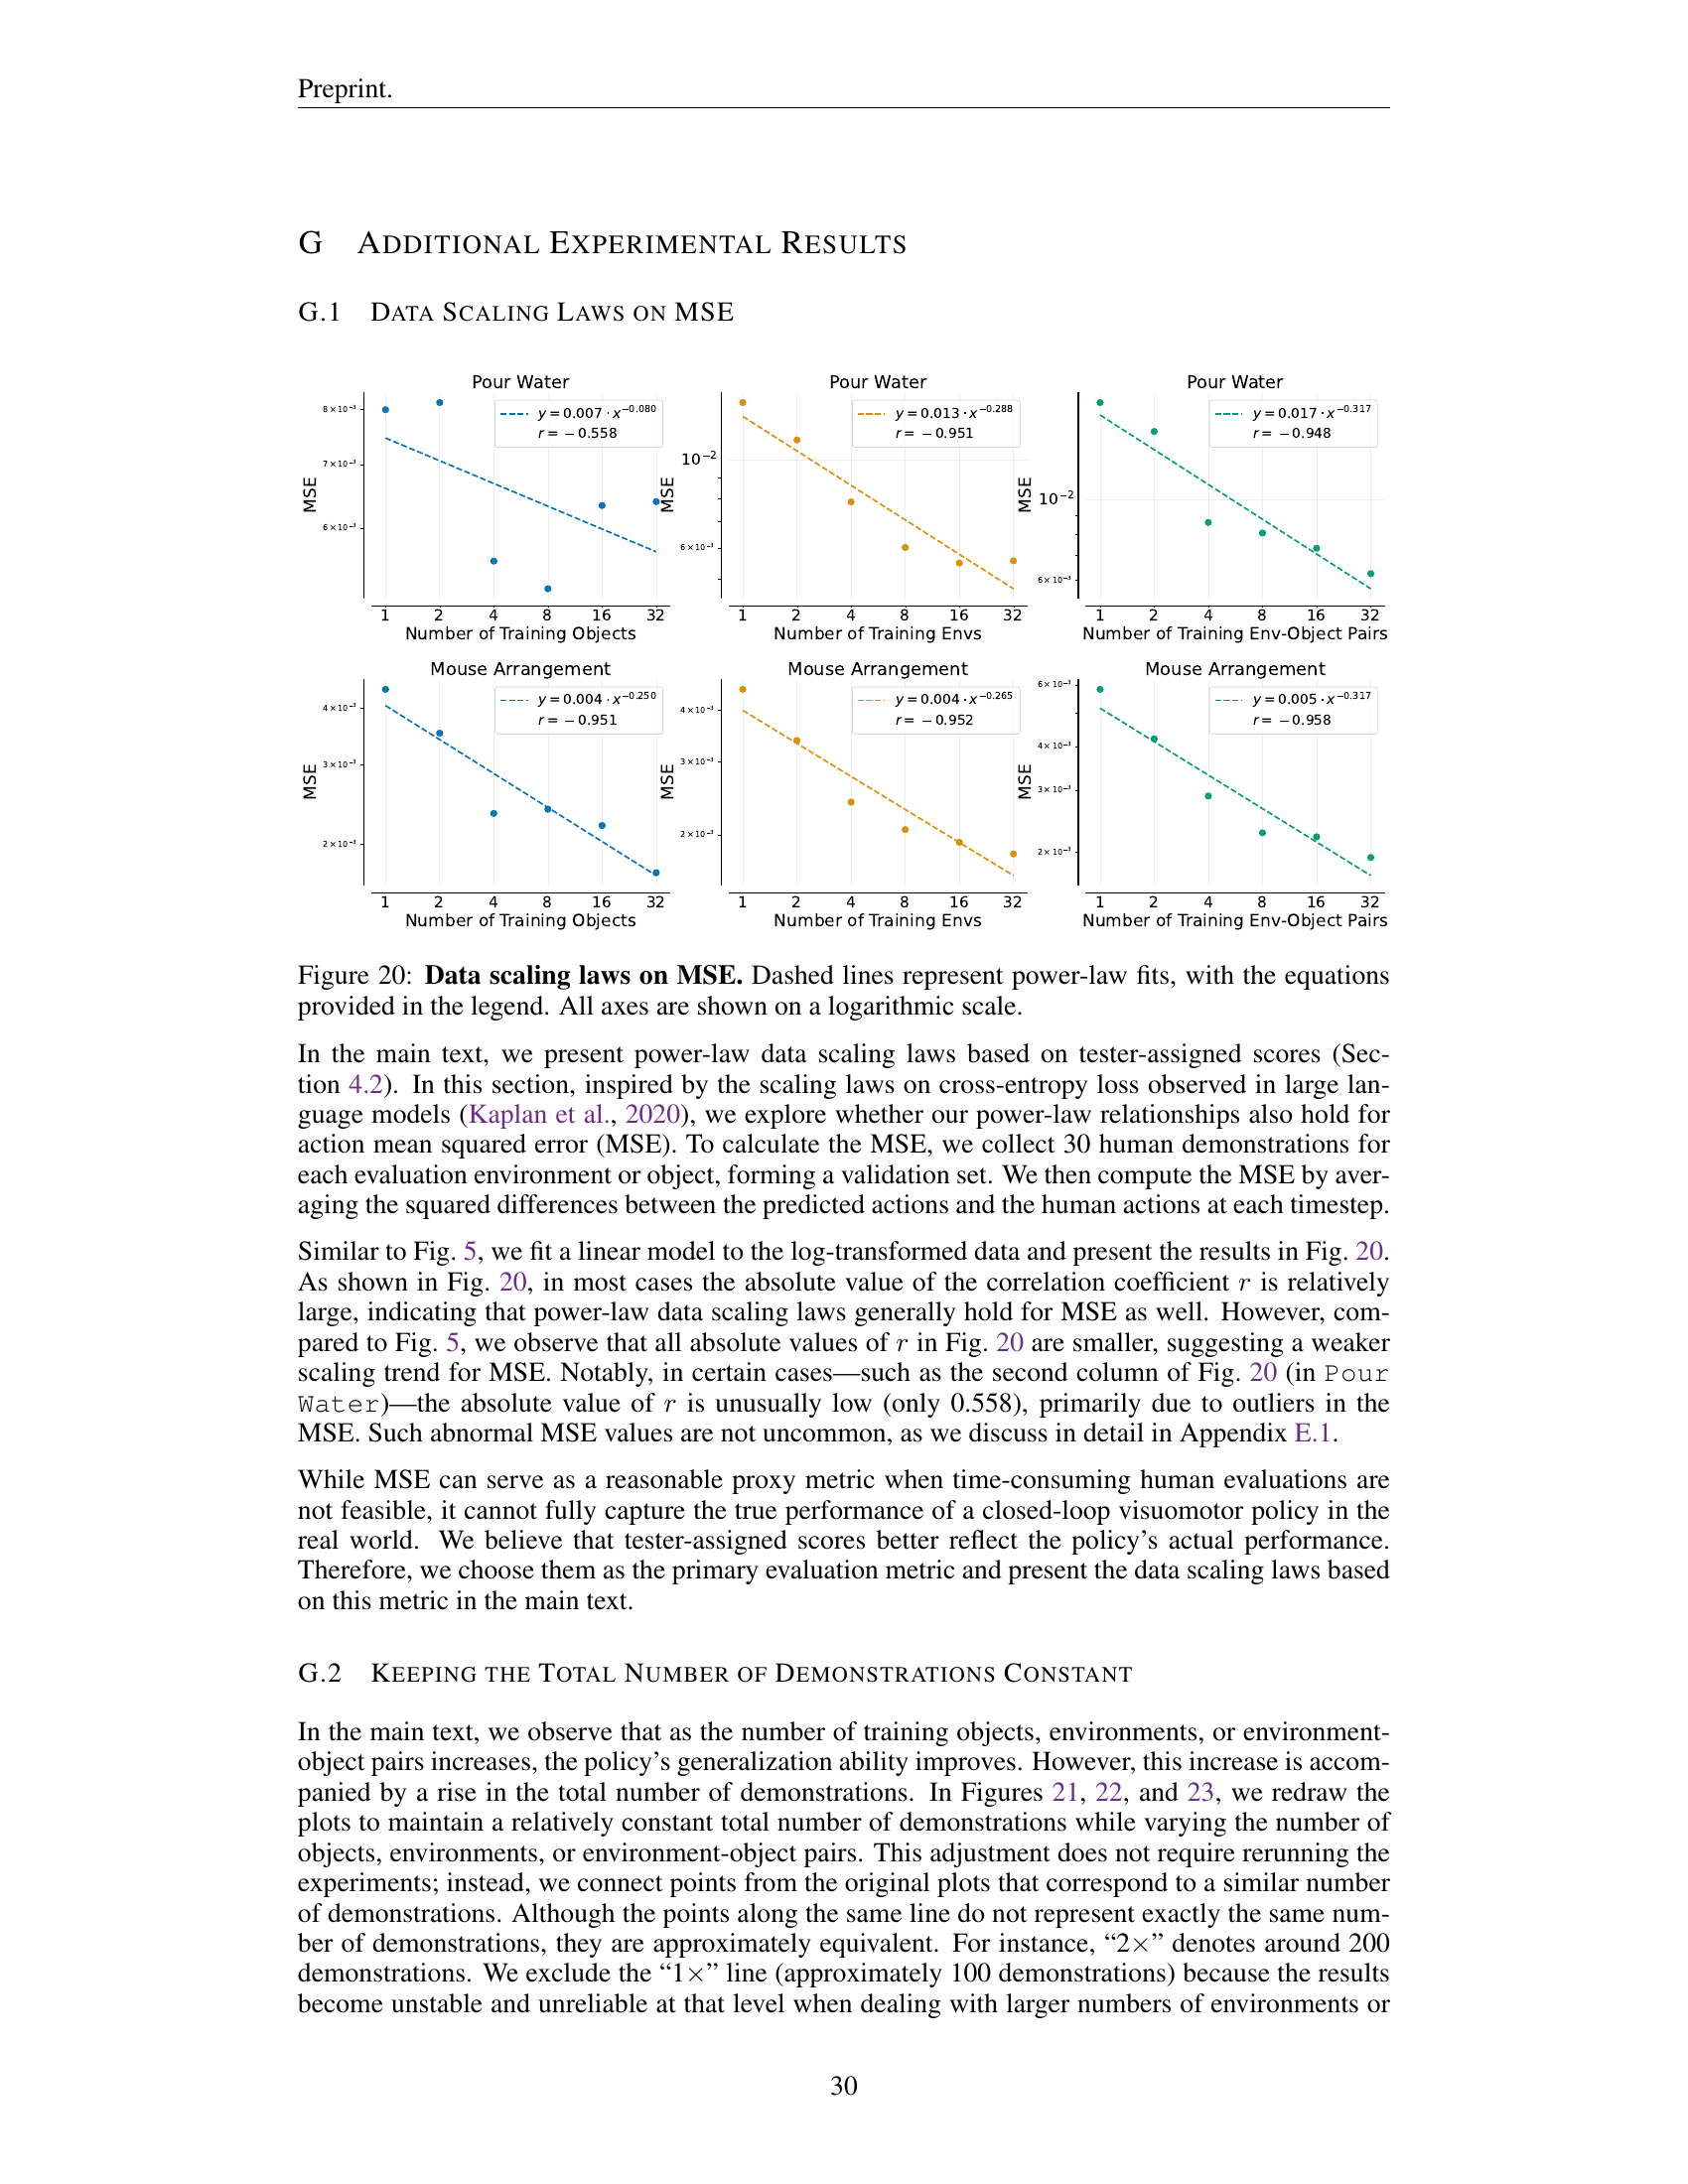 Preprint.
G ADDITIONAL EXPERIMENTAL RESULTS
G.1 DATA SCALING LAWS ON MSE
Pour Water
8 × 10⁻³
7 × 10⁻³
6 × 10⁻³
MSE
y = 0.007 · x^−0.080
r = −0.558
1 2 4 8 16 32
Number of Training Objects
Pour Water
10⁻²
6 × 10⁻³
MSE
y = 0.013 · x^−0.288
r = −0.951
1 2 4 8 16 32
Number of Training Envs
Pour Water
10⁻²
6 × 10⁻³
MSE
y = 0.017 · x^−0.317
r = −0.948
1 2 4 8 16 32
Number of Training Env-Object Pairs
Mouse Arrangement
4 × 10⁻³
3 × 10⁻³
2 × 10⁻³
MSE
y = 0.004 · x^−0.250
r = −0.951
1 2 4 8 16 32
Number of Training Objects
Mouse Arrangement
4 × 10⁻³
3 × 10⁻³
2 × 10⁻³
MSE
y = 0.004 · x^−0.265
r = −0.952
1 2 4 8 16 32
Number of Training Envs
Mouse Arrangement
6 × 10⁻³
4 × 10⁻³
3 × 10⁻³
2 × 10⁻³
MSE
y = 0.005 · x^−0.317
r = −0.958
1 2 4 8 16 32
Number of Training Env-Object Pairs
Figure 20: Data scaling laws on MSE. Dashed lines represent power-law fits, with the equations
provided in the legend. All axes are shown on a logarithmic scale.
In the main text, we present power-law data scaling laws based on tester-assigned scores (Sec-
tion 4.2). In this section, inspired by the scaling laws on cross-entropy loss observed in large lan-
guage models (Kaplan et al., 2020), we explore whether our power-law relationships also hold for
action mean squared error (MSE). To calculate the MSE, we collect 30 human demonstrations for
each evaluation environment or object, forming a validation set. We then compute the MSE by aver-
aging the squared differences between the predicted actions and the human actions at each timestep.
Similar to Fig. 5, we fit a linear model to the log-transformed data and present the results in Fig. 20.
As shown in Fig. 20, in most cases the absolute value of the correlation coefficient r is relatively
large, indicating that power-law data scaling laws generally hold for MSE as well. However, com-
pared to Fig. 5, we observe that all absolute values of r in Fig. 20 are smaller, suggesting a weaker
scaling trend for MSE. Notably, in certain cases—such as the second column of Fig. 20 (in Pour
Water)—the absolute value of r is unusually low (only 0.558), primarily due to outliers in the
MSE. Such abnormal MSE values are not uncommon, as we discuss in detail in Appendix E.1.
While MSE can serve as a reasonable proxy metric when time-consuming human evaluations are
not feasible, it cannot fully capture the true performance of a closed-loop visuomotor policy in the
real world. We believe that tester-assigned scores better reflect the policy's actual performance.
Therefore, we choose them as the primary evaluation metric and present the data scaling laws based
on this metric in the main text.
G.2 KEEPING THE TOTAL NUMBER OF DEMONSTRATIONS CONSTANT
In the main text, we observe that as the number of training objects, environments, or environment-
object pairs increases, the policy's generalization ability improves. However, this increase is accom-
panied by a rise in the total number of demonstrations. In Figures 21, 22, and 23, we redraw the
plots to maintain a relatively constant total number of demonstrations while varying the number of
objects, environments, or environment-object pairs. This adjustment does not require rerunning the
experiments; instead, we connect points from the original plots that correspond to a similar number
of demonstrations. Although the points along the same line do not represent exactly the same num-
ber of demonstrations, they are approximately equivalent. For instance, “2×” denotes around 200
demonstrations. We exclude the “1×” line (approximately 100 demonstrations) because the results
become unstable and unreliable at that level when dealing with larger numbers of environments or
30